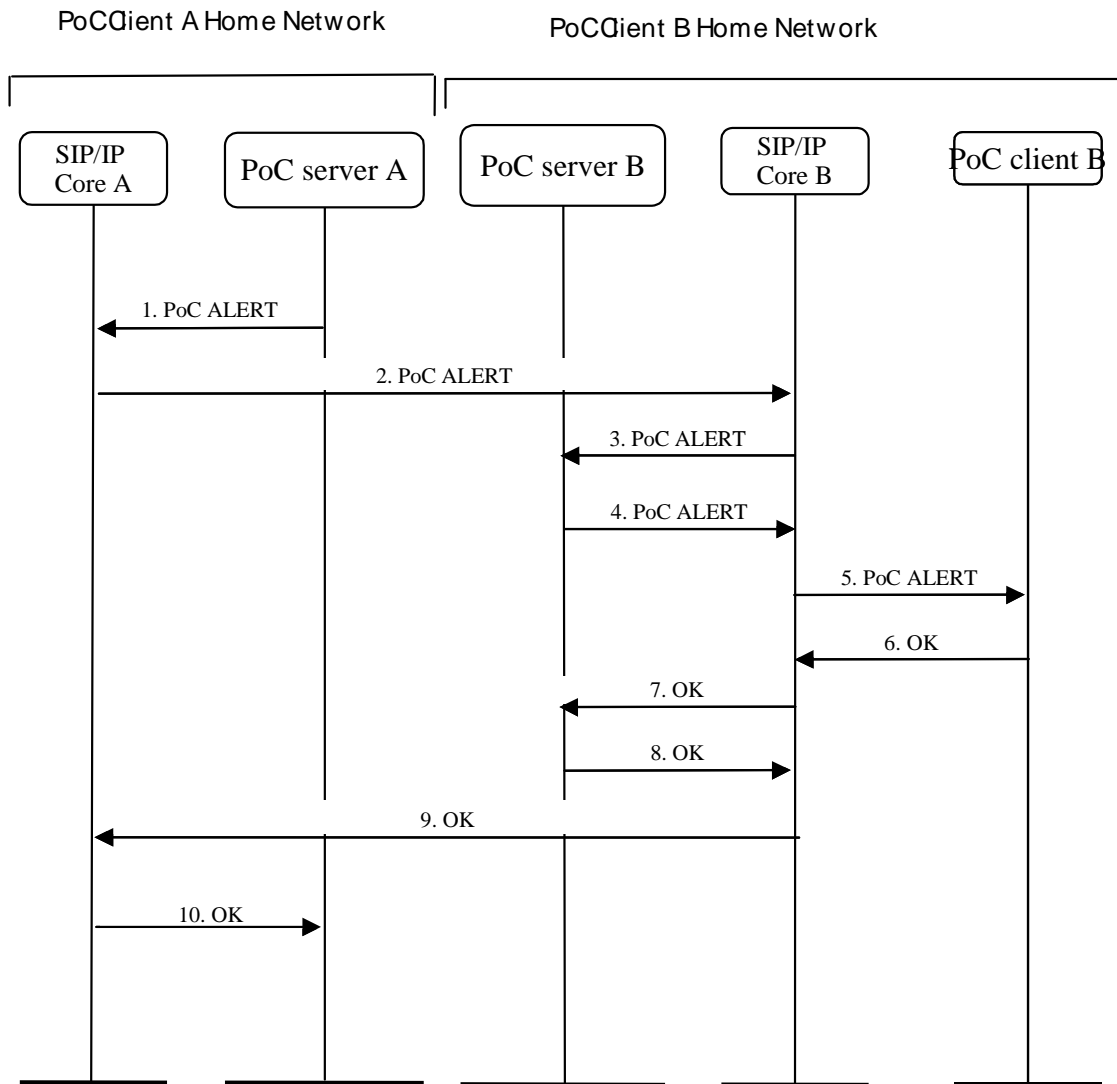 PoCClient A Home Network
PoCClient B Home Network
SIP/IP
Core A
PoC server A
PoC server B
SIP/IP
Core B
PoC client B
1. PoC ALERT
2. PoC ALERT
3. PoC ALERT
4. PoC ALERT
5. PoC ALERT
6. OK
7. OK
8. OK
9. OK
10. OK